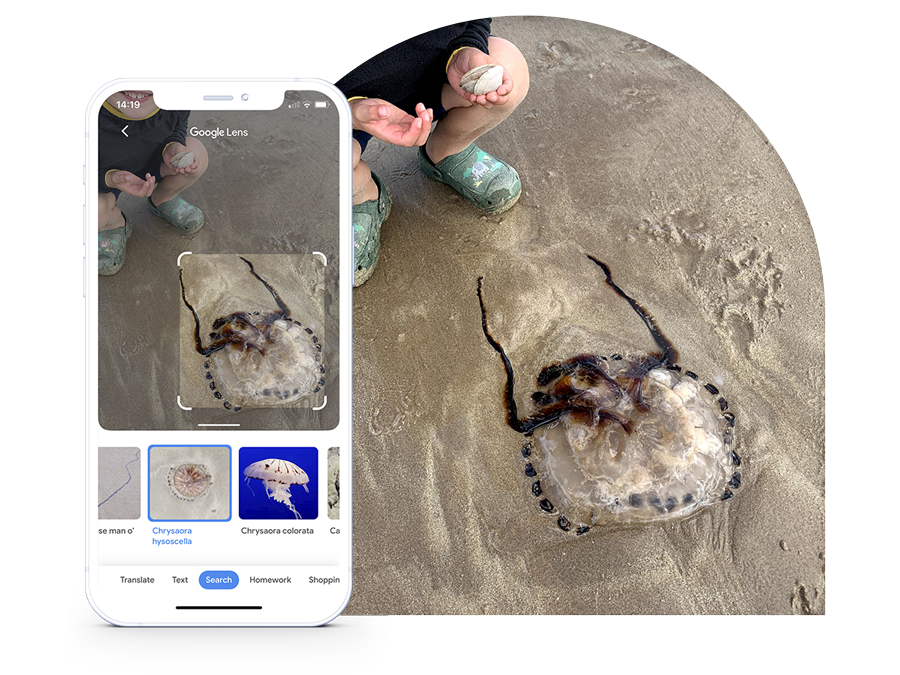 14:19
Google Lens
se man o'
Chrysaora
hysoscella
Chrysaora colorata
Ca
Translate
Text
Search
Homework
Shoppin